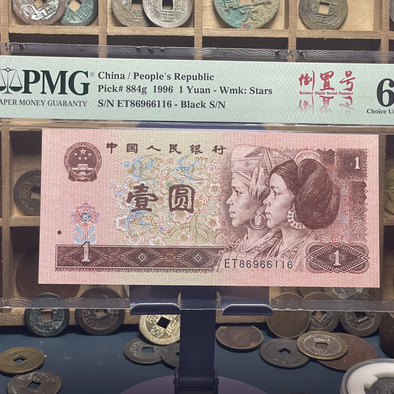 PMG
PAPER MONEY GUARANTY
China / People's Republic
Pick# 884g 1996 1 Yuan - Wmk: Stars
S/N ET86966116 - Black S/N
倒置号
6
Choice
中国人民银行
1
壹圆
ET86966116
1
1